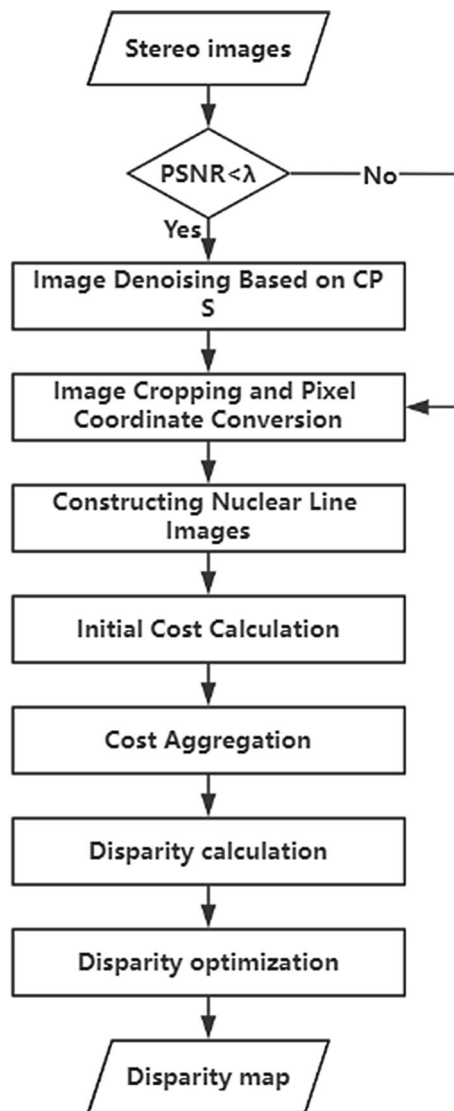 Stereo images
PSNR<λ
No
Yes
Image Denoising Based on CP
S
Image Cropping and Pixel
Coordinate Conversion
Constructing Nuclear Line
Images
Initial Cost Calculation
Cost Aggregation
Disparity calculation
Disparity optimization
Disparity map